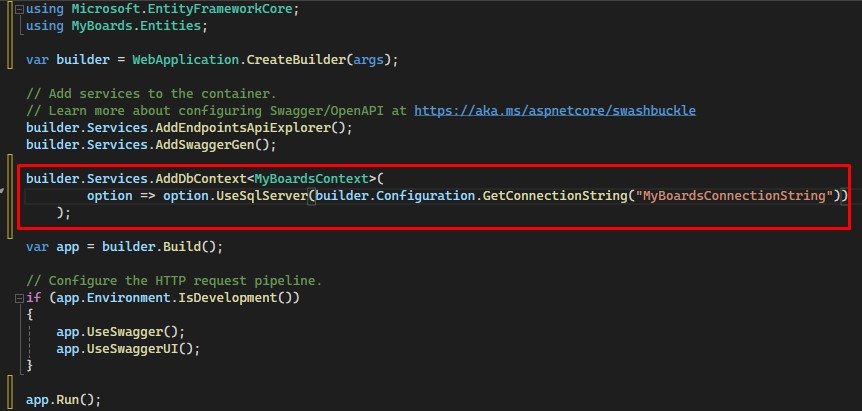 using Microsoft.EntityFrameworkCore;
using MyBoards.Entities;
var builder = WebApplication.CreateBuilder(args);
// Add services to the container.
// Learn more about configuring Swagger/OpenAPI at https://aka.ms/aspnetcore/swashbuckle
builder.Services.AddEndpointsApiExplorer();
builder.Services.AddSwaggerGen();
builder.Services.AddDbContext<MyBoardsContext>(
option => option.UseSqlServer(builder.Configuration.GetConnectionString("MyBoardsConnectionString"))
);
var app = builder.Build();
// Configure the HTTP request pipeline.
if (app.Environment.IsDevelopment())
{
app.UseSwagger();
app.UseSwaggerUI();
}
app.Run();